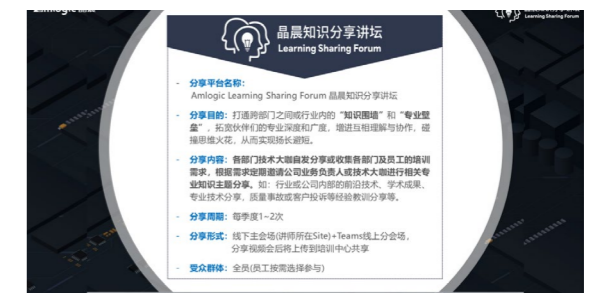 Amlogic 晶晨
Learning Sharing Forum
晶晨知识分享讲坛
Learning Sharing Forum
- 分享平台名称:
Amlogic Learning Sharing Forum 晶晨知识分享讲坛
- 分享目的: 打通跨部门之间或行业内的 “知识围墙” 和 “专业壁
垒” , 拓宽伙伴们的专业深度和广度, 增进互相理解与协作, 碰
撞思维火花, 从而实现扬长避短。
- 分享内容: 各部门技术大咖自发分享或收集各部门及员工的培训
需求, 根据需求定期邀请公司业务负责人或技术大咖进行相关专
业知识主题分享。如: 行业或公司内部的前沿技术、学术成果、
专业技术分享, 质量事故或客户投诉等经验教训分享等。
- 分享周期: 每季度1~2次
- 分享形式: 线下主会场(讲师所在Site)+Teams线上分会场,
分享视频会后将上传到培训中心共享
- 受众群体: 全员(员工按需选择参与)